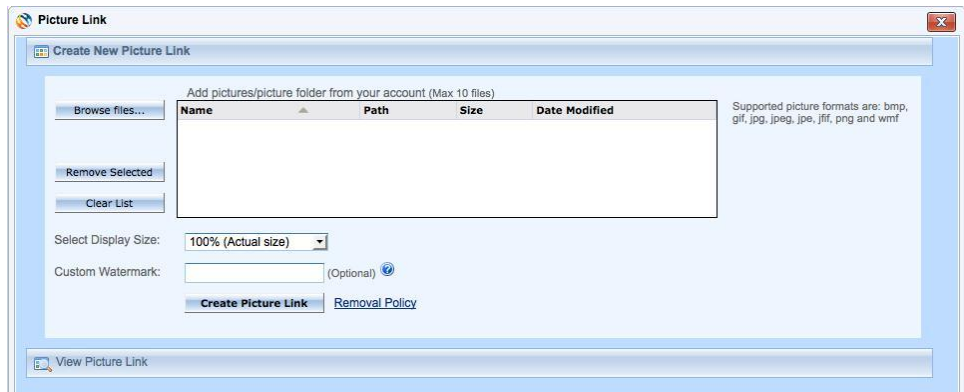 Picture Link
X
Create New Picture Link
Add pictures/picture folder from your account (Max 10 files)
Browse files...
Name Path Size Date Modified
Supported picture formats are: bmp,
gif, jpg, jpeg, jpe, jfif, png and wmf
Remove Selected
Clear List
Select Display Size: 100% (Actual size)
Custom Watermark: (Optional) ?
Create Picture Link Removal Policy
View Picture Link